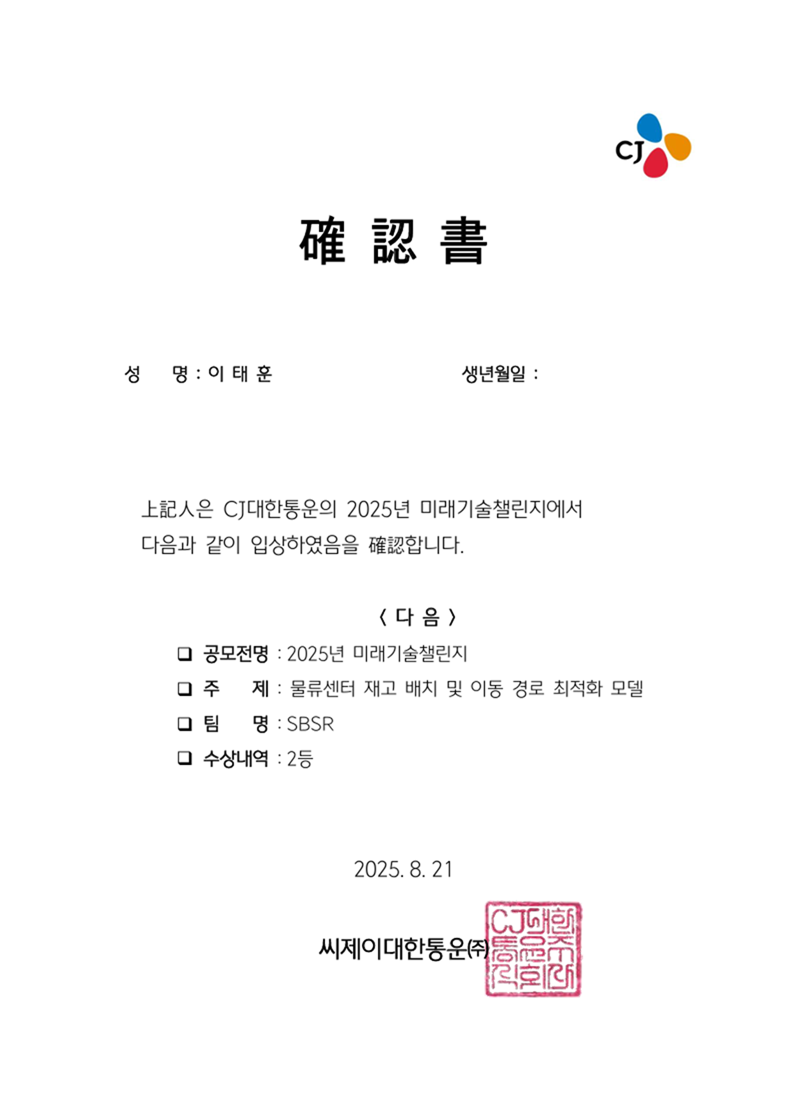 CJ
確認書
성 명 : 이 태 훈 생년월일 :
上記人은 CJ대한통운의 2025년 미래기술챌린지에서
다음과 같이 입상하였음을 確認합니다.
< 다 음 >
❑ 공모전명 : 2025년 미래기술챌린지
❑ 주 제 : 물류센터 재고 배치 및 이동 경로 최적화 모델
❑ 팀 명 : SBSR
❑ 수상내역 : 2등
2025. 8. 21
씨제이대한통운㈜
CJ대한
통운주
식회사